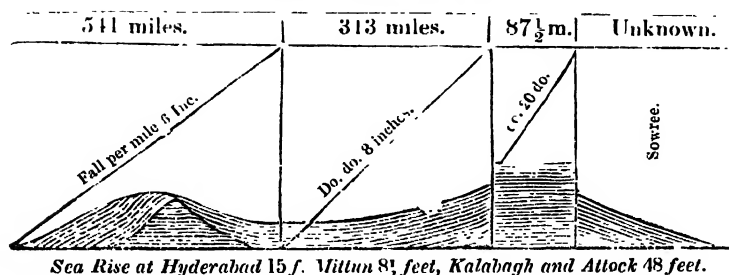 541 miles.
313 miles.
87½ m.
Unknown.
Fall per mile 6 Inc.
Do. do. 8 inches.
do. 20 do.
Sowree.
Sea Rise at Hyderabad 15 f. Mittun 8½ feet, Kalabagh and Attock 48 feet.